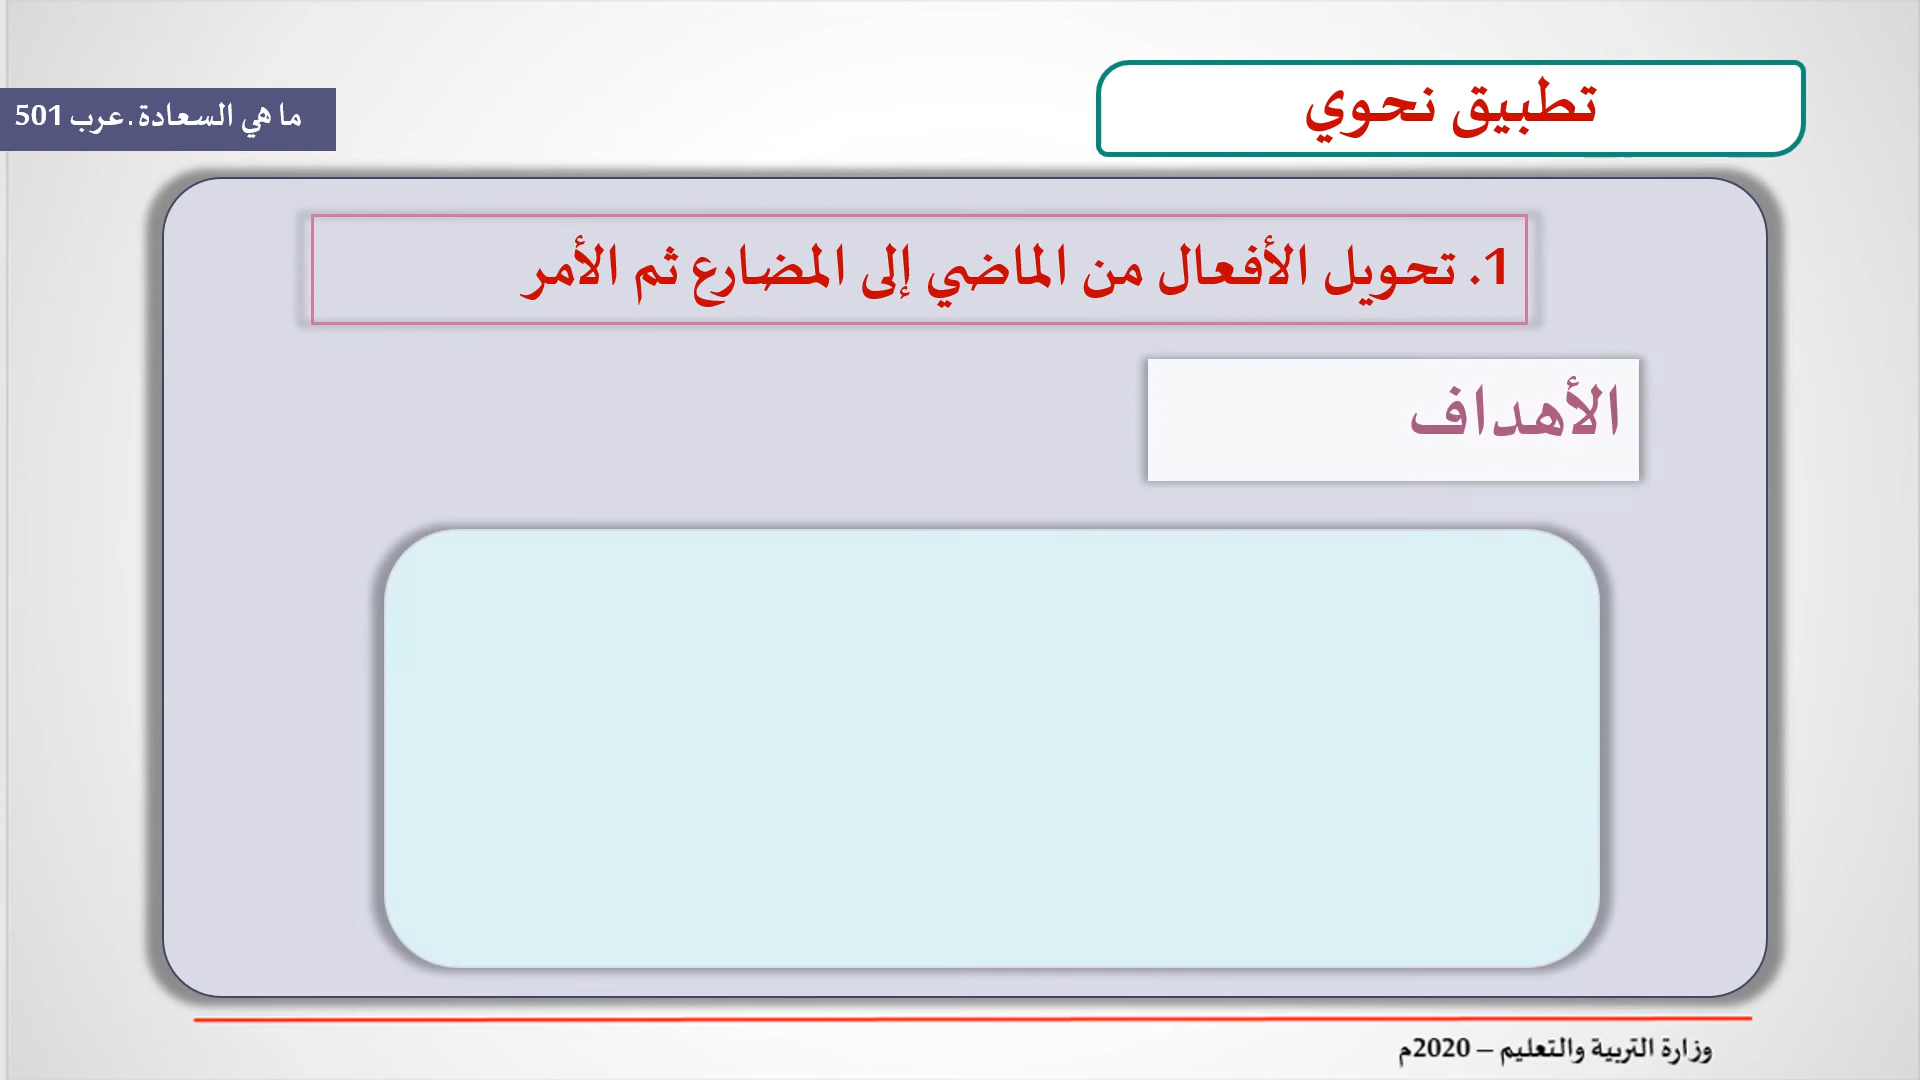 تطبيق نحوي
ما هي السعادة.عرب 501
1. تحويل الأفعال من الماضي إلى المضارع ثم الأمر
الأهداف
وزارة التربية والتعليم – 2020م